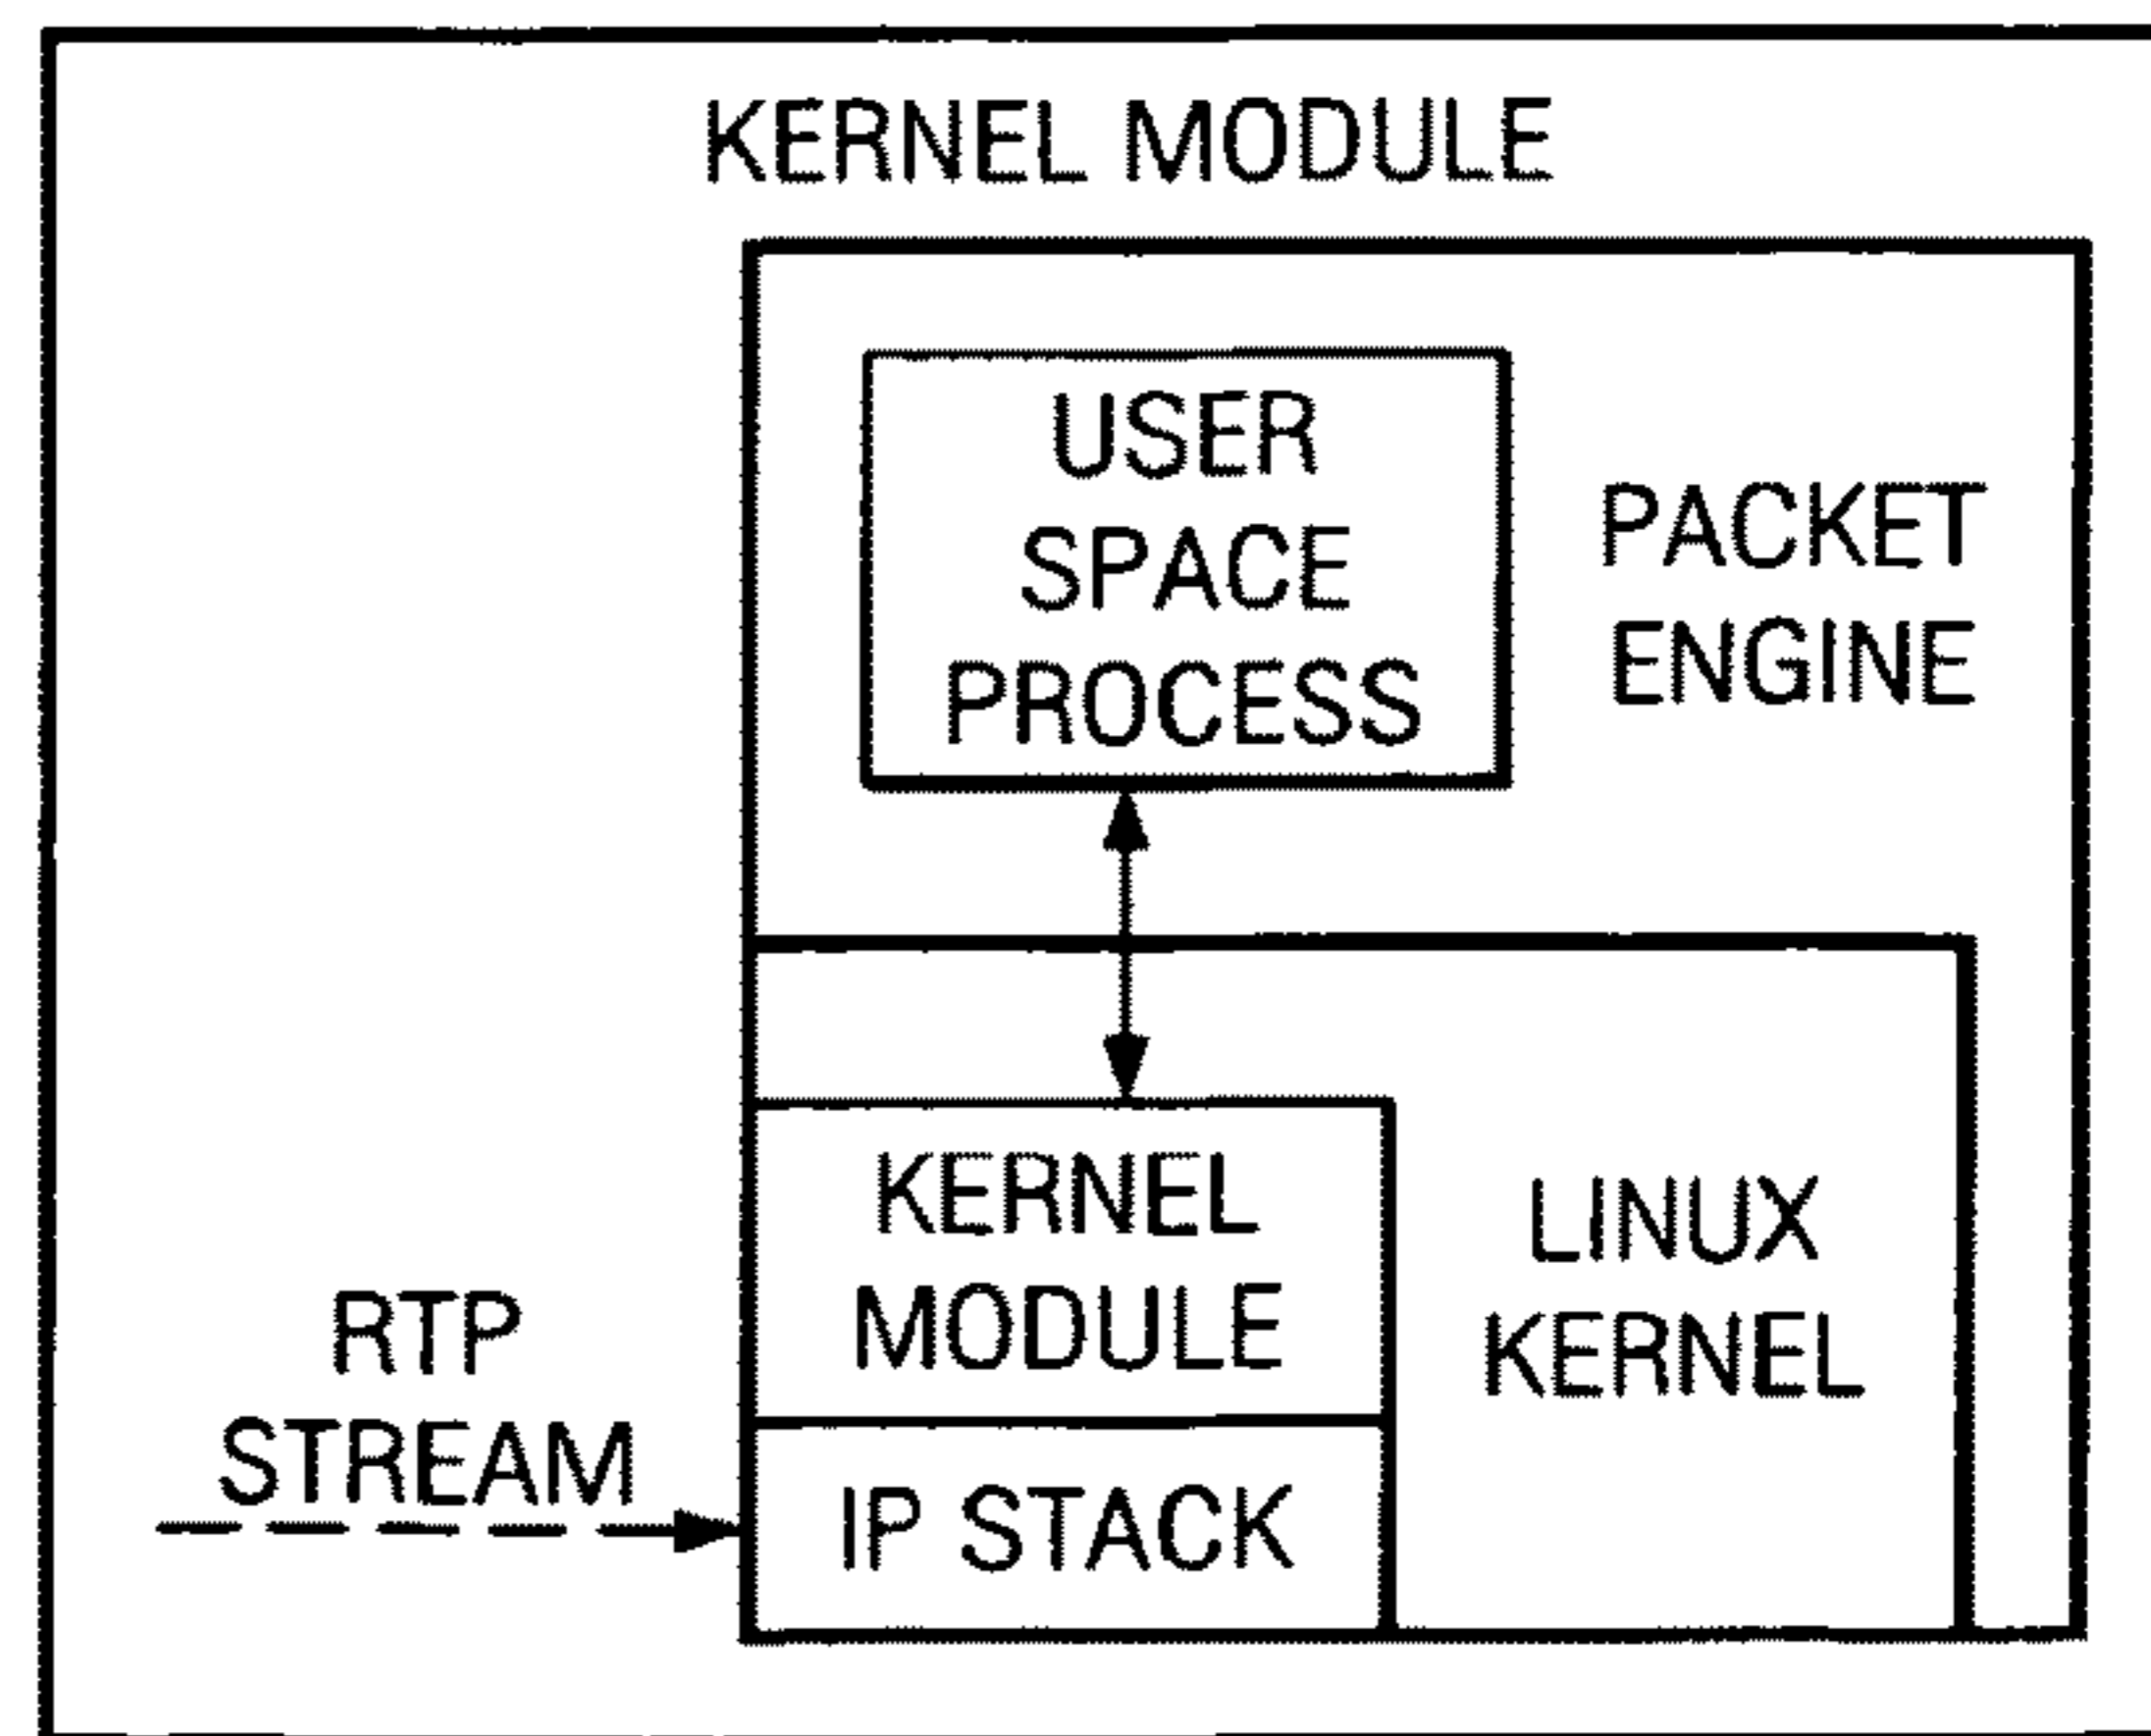 KERNEL MODULE
USER
SPACE
PROCESS
PACKET
ENGINE
KERNEL
MODULE
LINUX
KERNEL
RTP
STREAM
IP STACK